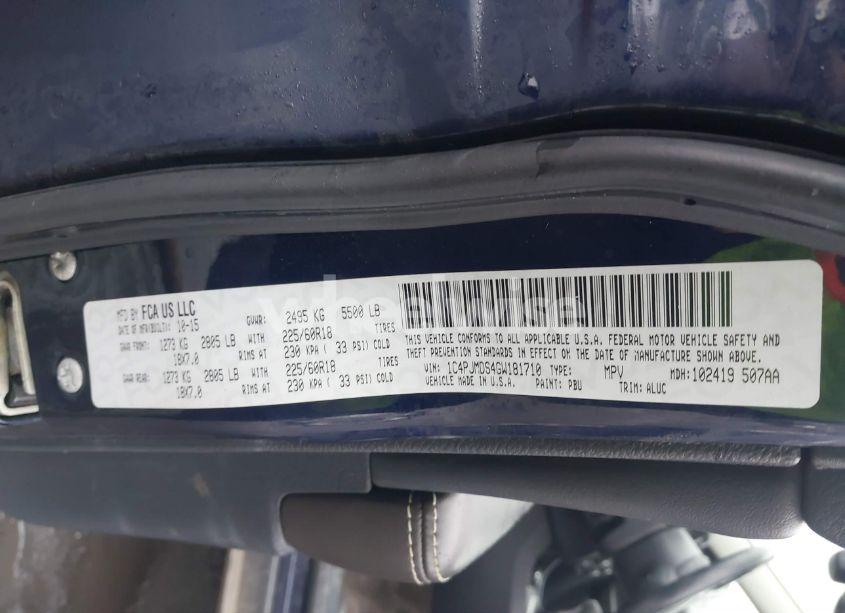 MFD BY FCA US LLC
DATE OF MFR(BUILT): 10-15 GVWR: 2495 KG 5500 LB
GAWR FRONT: 1273 KG 2805 LB WITH 225/60R18 TIRES
18X7.0 RIMS AT 230 KPA ( 33 PSI) COLD
GAWR REAR: 1273 KG 2805 LB WITH 225/60R18 TIRES
18X7.0 RIMS AT 230 KPA ( 33 PSI) COLD
THIS VEHICLE CONFORMS TO ALL APPLICABLE U.S.A. FEDERAL MOTOR VEHICLE SAFETY AND
THEFT PREVENTION STANDARDS IN EFFECT ON THE DATE OF MANUFACTURE SHOWN ABOVE.
VIN: 1C4PJMDS4GW181710 TYPE: MPV MDH:102419 507AA
VEHICLE MADE IN U.S.A. PAINT: PBU TRIM: ALUC